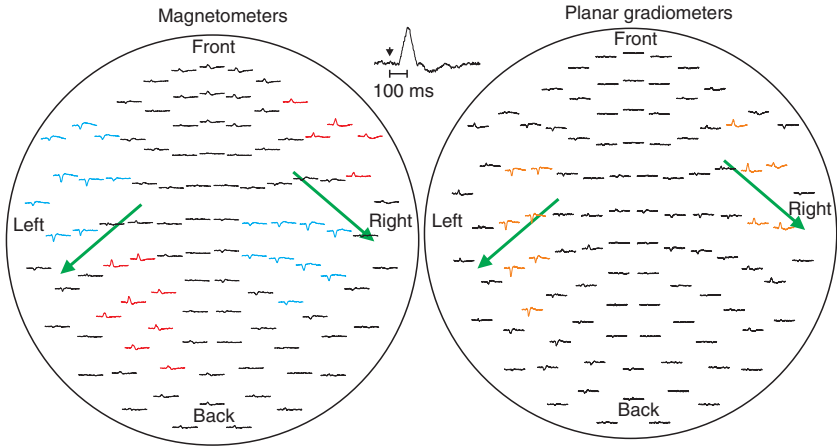 Magnetometers
Front
Left
Right
Back
100 ms
Planar gradiometers
Front
Left
Right
Back